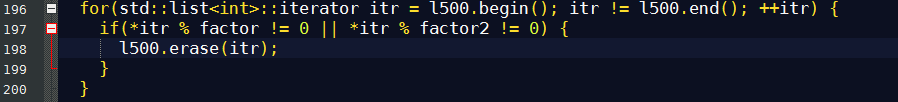 196 for(std::list<int>::iterator itr = l500.begin(); itr != l500.end(); ++itr) {
197 if(*itr % factor != 0 || *itr % factor2 != 0) {
198 l500.erase(itr);
199 }
200 }